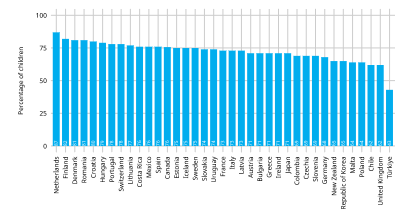 Percentage of children
100
75
50
25
0
Netherlands
Finland
Denmark
Romania
Croatia
Hungary
Portugal
Switzerland
Lithuania
Costa Rica
Mexico
Spain
Canada
Estonia
Iceland
Sweden
Slovakia
Uruguay
France
Italy
Latvia
Austria
Bulgaria
Greece
Ireland
Japan
Colombia
Czechia
Slovenia
Germany
New Zealand
Republic of Korea
Malta
Poland
Chile
United Kingdom
Türkiye